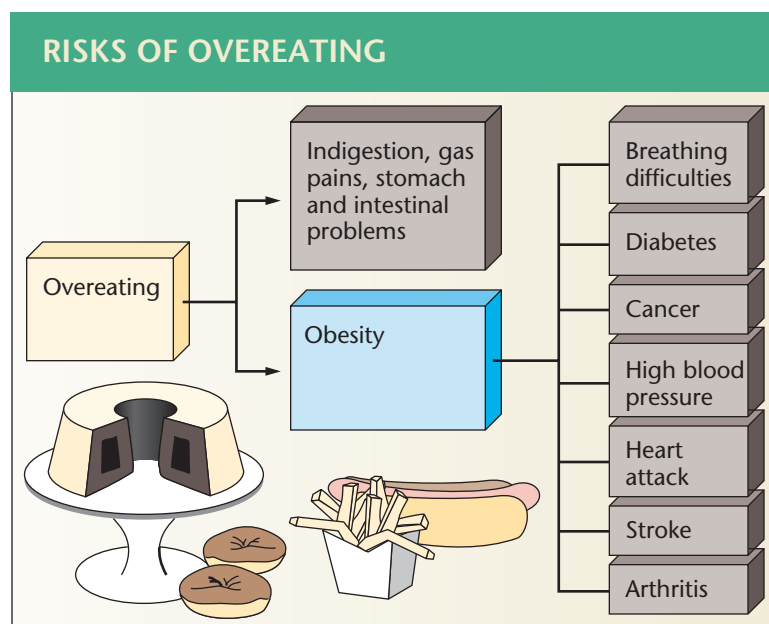 RISKS OF OVEREATING
Overeating
Indigestion, gas
pains, stomach
and intestinal
problems
Obesity
Breathing
difficulties
Diabetes
Cancer
High blood
pressure
Heart
attack
Stroke
Arthritis